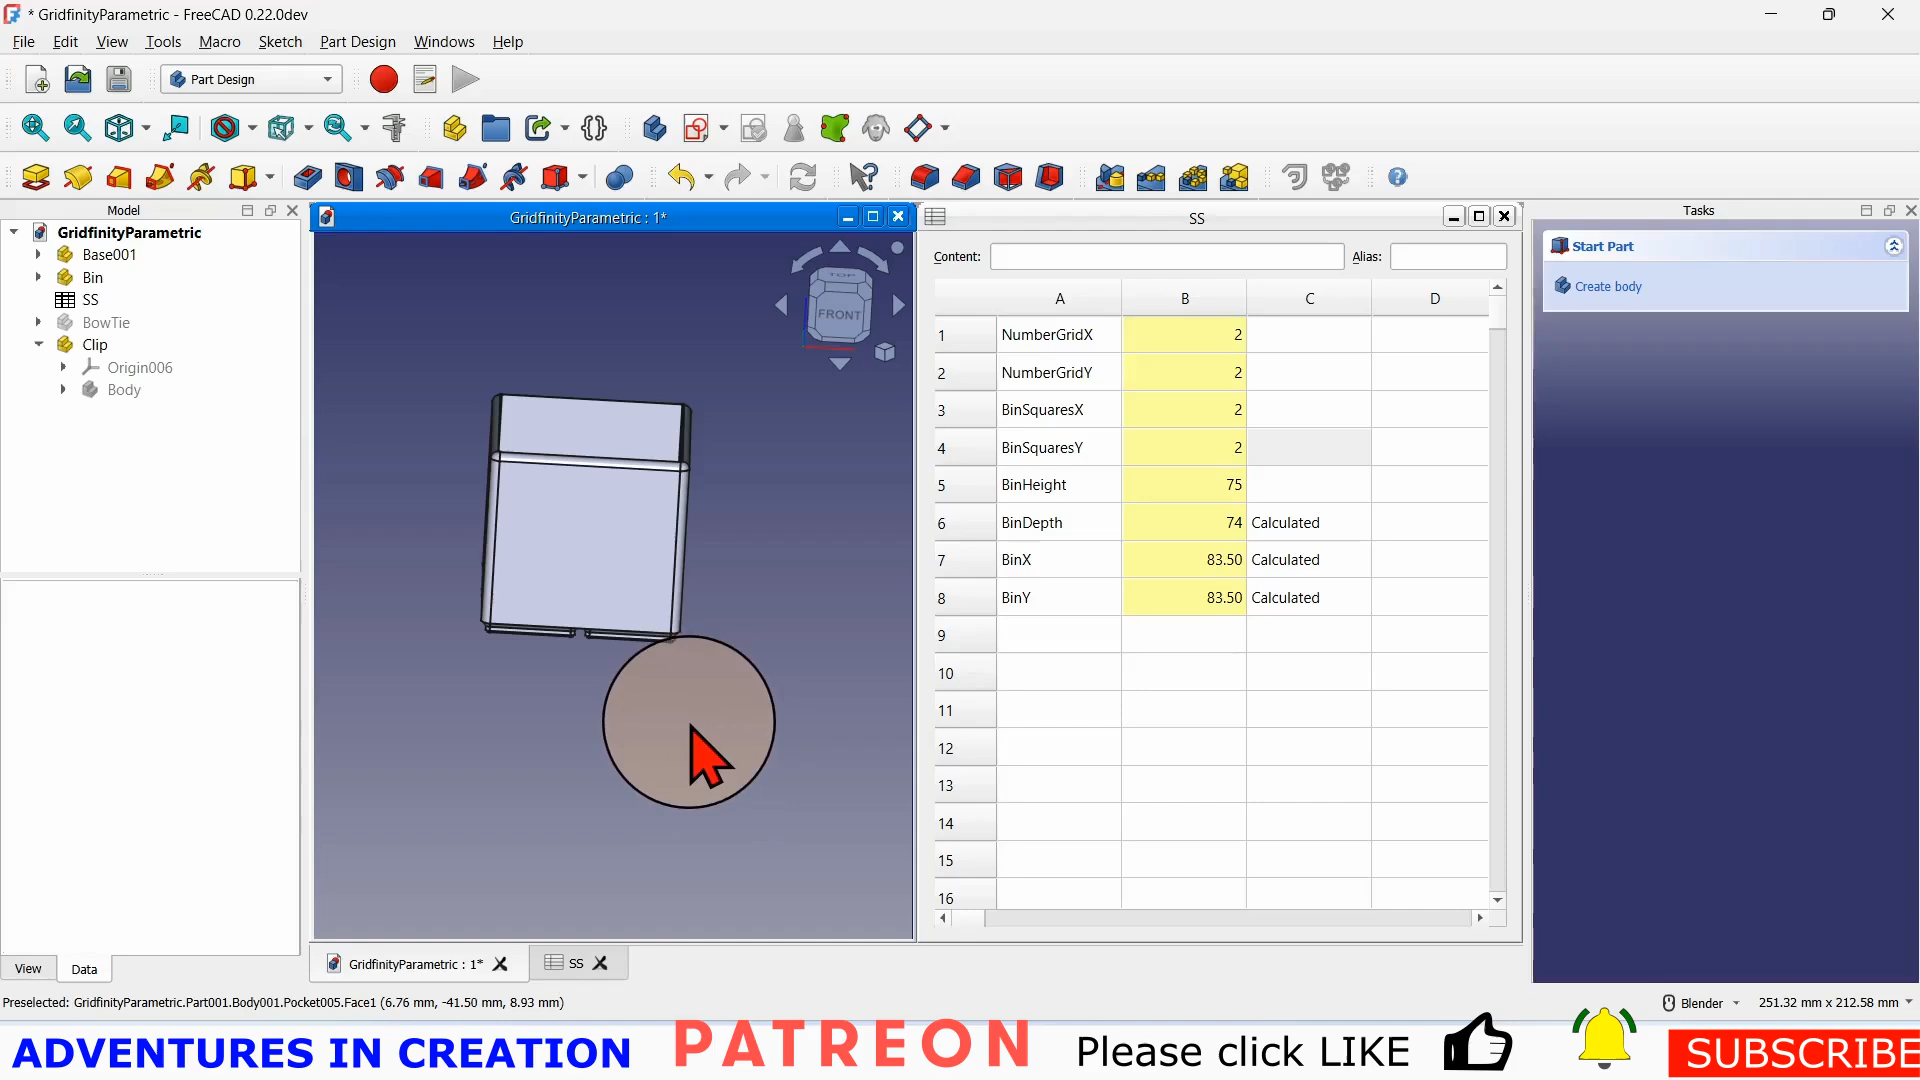 * GridfinityParametric - FreeCAD 0.22.0dev
File Edit View Tools Macro Sketch Part Design Windows Help
Part Design
Model
GridfinityParametric
Base001
Bin
SS
BowTie
Clip
Origin006
Body
View Data
GridfinityParametric : 1*
TOP
FRONT
GridfinityParametric : 1* SS
SS
Content: Alias:
A B C D
1 NumberGridX 2
2 NumberGridY 2
3 BinSquaresX 2
4 BinSquaresY 2
5 BinHeight 75
6 BinDepth 74 Calculated
7 BinX 83.50 Calculated
8 BinY 83.50 Calculated
9
10
11
12
13
14
15
16
Tasks
Start Part
Create body
Preselected: GridfinityParametric.Part001.Body001.Pocket005.Face1 (6.76 mm, -41.50 mm, 8.93 mm)
Blender 251.32 mm x 212.58 mm
ADVENTURES IN CREATION PATREON Please click LIKE SUBSCRIBE